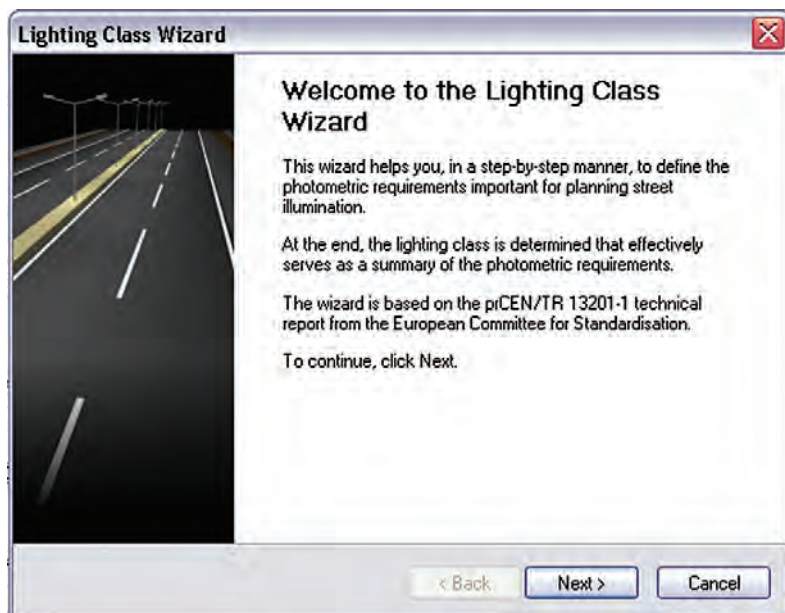 Lighting Class Wizard
Welcome to the Lighting Class
Wizard
This wizard helps you, in a step-by-step manner, to define the
photometric requirements important for planning street
illumination.
At the end, the lighting class is determined that effectively
serves as a summary of the photometric requirements.
The wizard is based on the prCEN/TR 13201-1 technical
report from the European Committee for Standardisation.
To continue, click Next.
< Back Next > Cancel